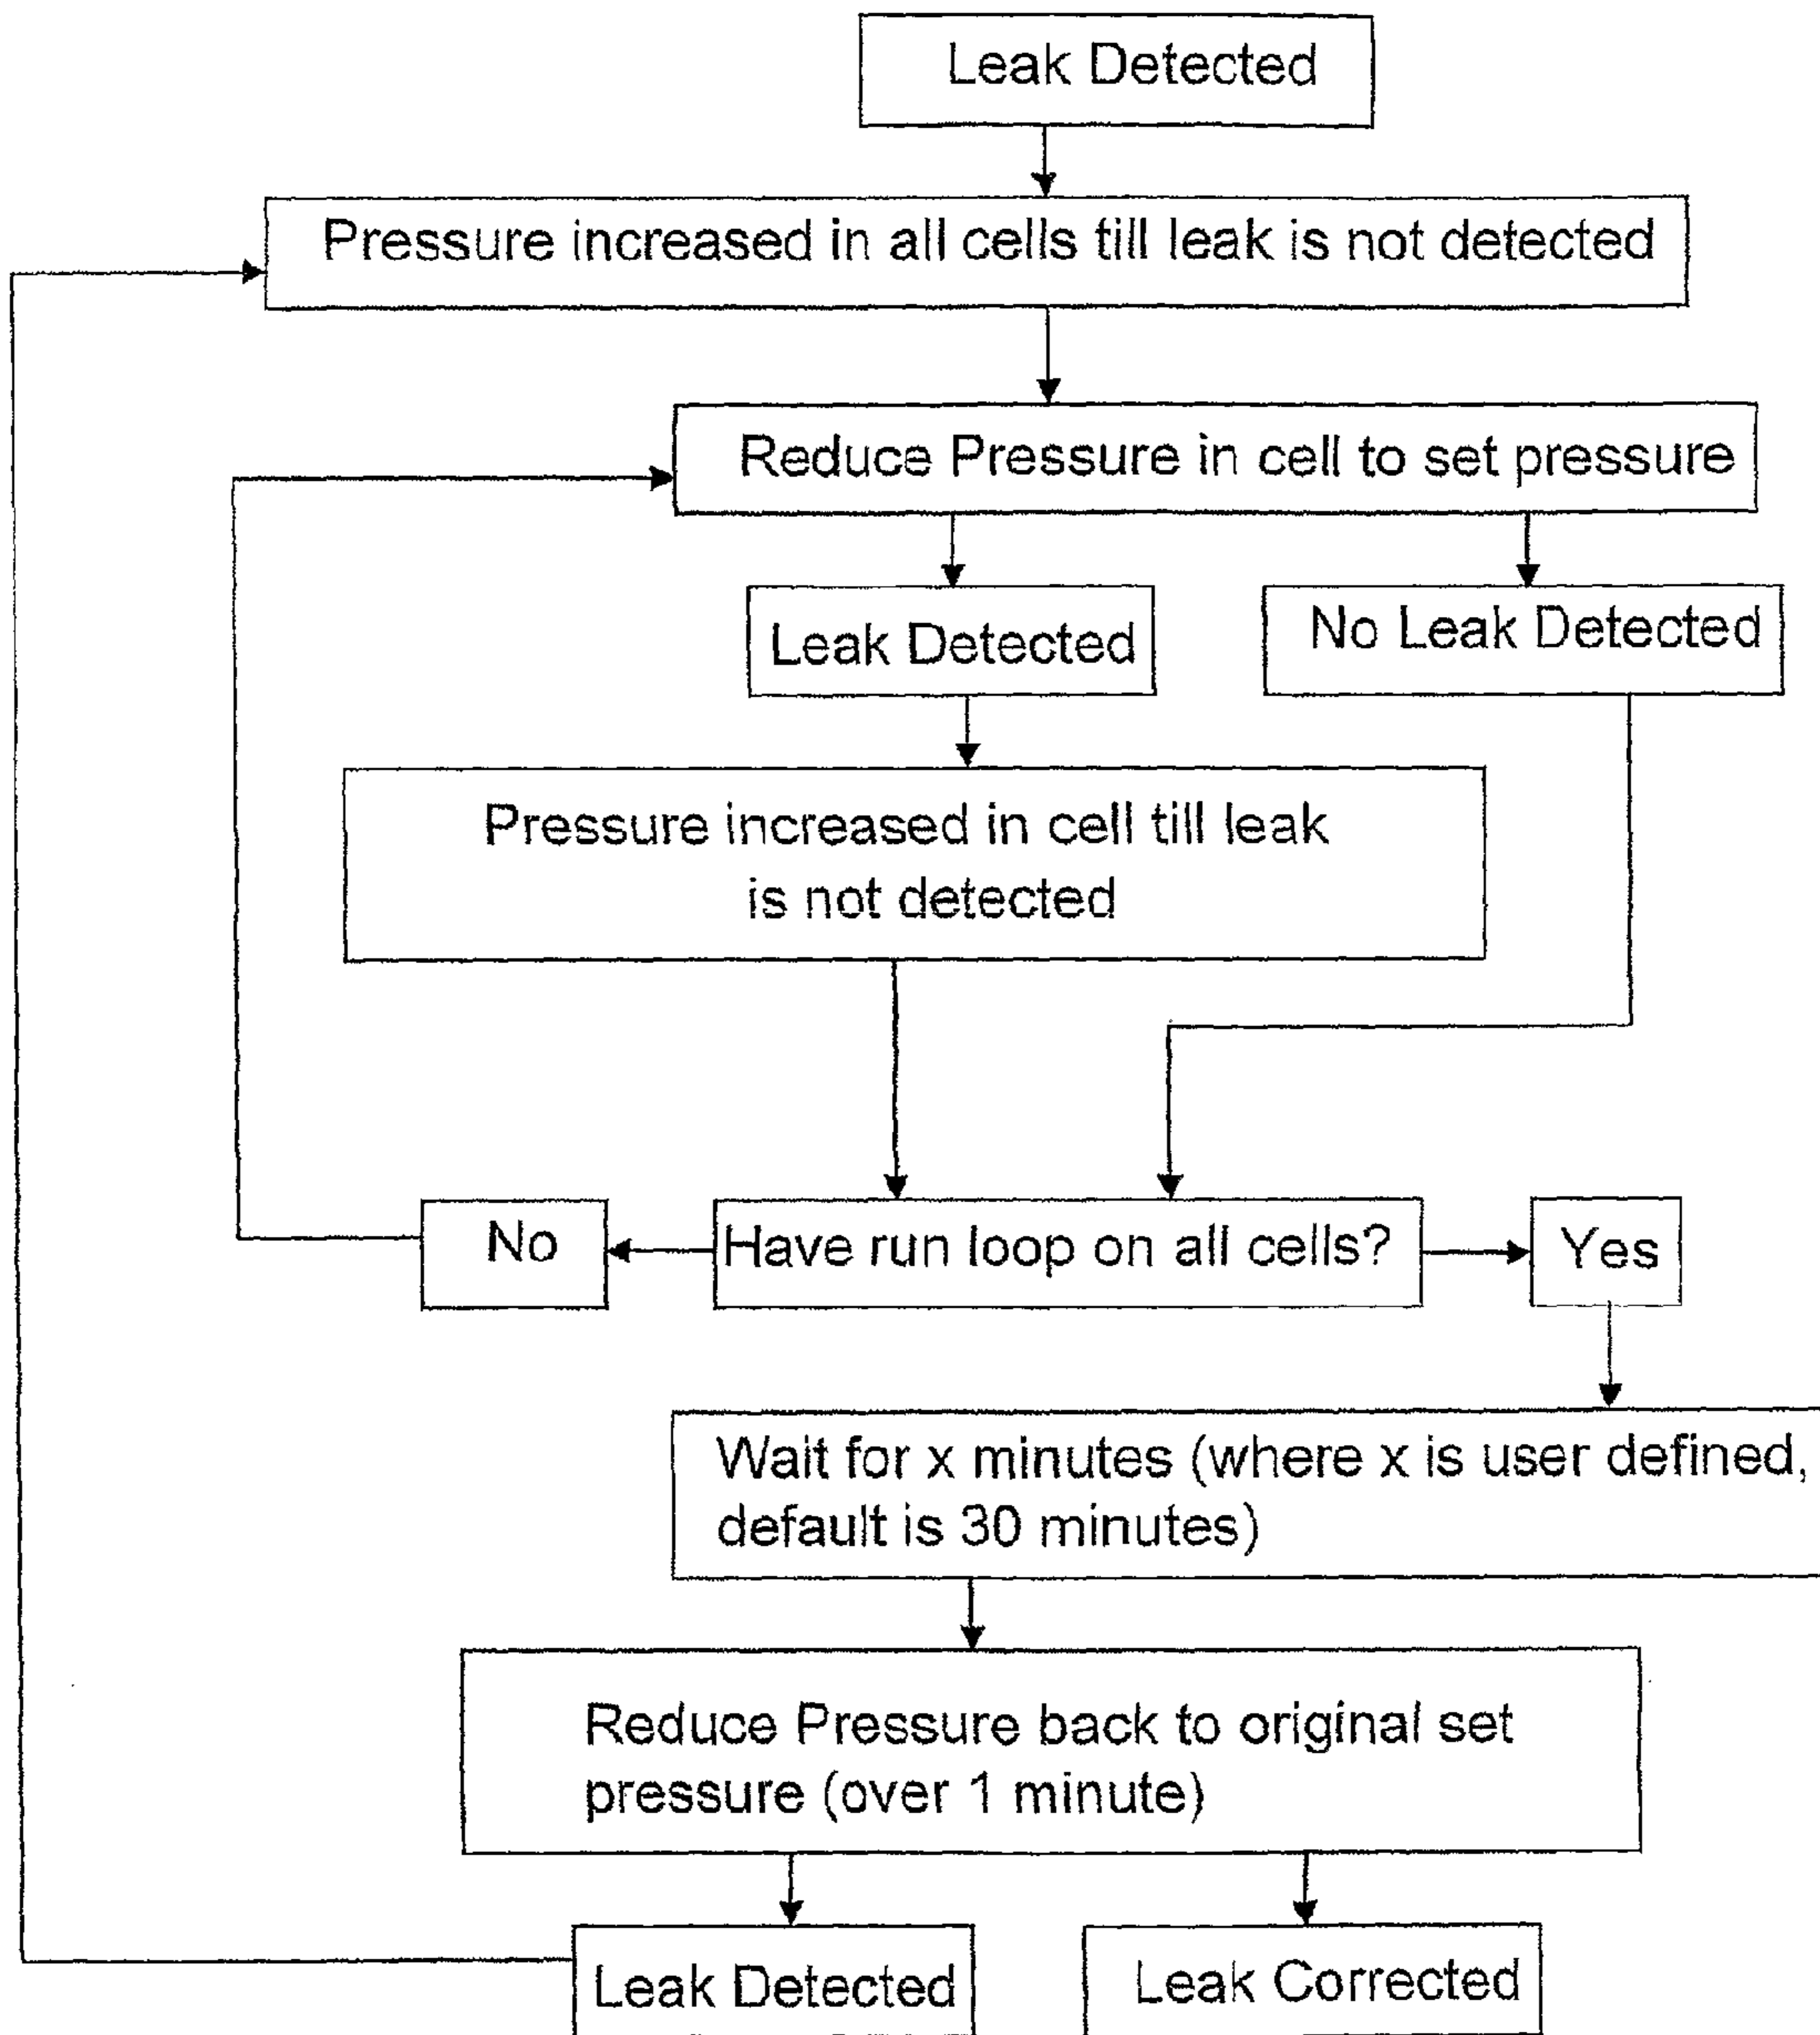 Leak Detected
Pressure increased in all cells till leak is not detected
Reduce Pressure in cell to set pressure
Leak Detected
No Leak Detected
Pressure increased in cell till leak
is not detected
No
Have run loop on all cells?
Yes
Wait for x minutes (where x is user defined,
default is 30 minutes)
Reduce Pressure back to original set
pressure (over 1 minute)
Leak Detected
Leak Corrected